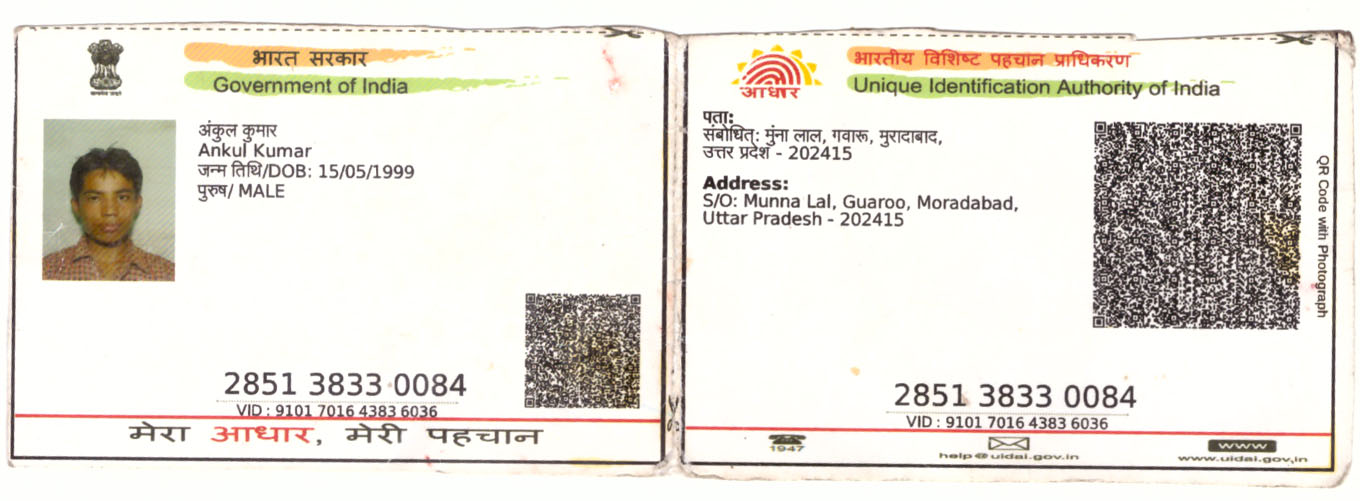 भारत सरकार
Government of India
अंकुल कुमार
Ankul Kumar
जन्म तिथि/DOB: 15/05/1999
पुरुष/ MALE
2851 3833 0084
VID : 9101 7016 4383 6036
मेरा आधार, मेरी पहचान
आधार
भारतीय विशिष्ट पहचान प्राधिकरण
Unique Identification Authority of India
पता:
संबोधित: मुंना लाल, गवारू, मुरादाबाद,
उत्तर प्रदेश - 202415
Address:
S/O: Munna Lal, Guaroo, Moradabad,
Uttar Pradesh - 202415
QR Code with Photograph
2851 3833 0084
VID : 9101 7016 4383 6036
1947
help@uidai.gov.in
www
www.uidai.gov.in